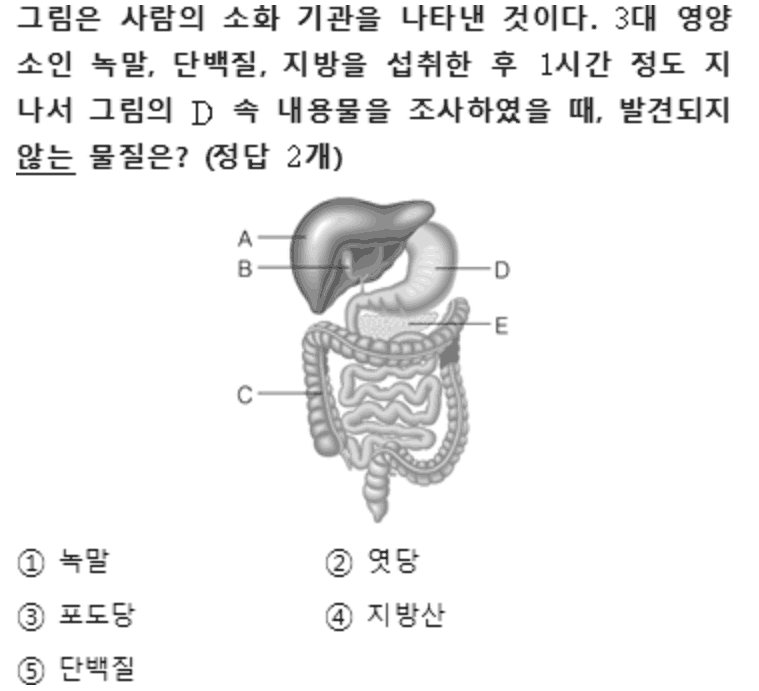 그림은 사람의 소화 기관을 나타낸 것이다. 3대 영양
소인 녹말, 단백질, 지방을 섭취한 후 1시간 정도 지
나서 그림의 D 속 내용물을 조사하였을 때, 발견되지
않는 물질은? (정답 2개)
A
B
D
E
C
① 녹말 ② 엿당
③ 포도당 ④ 지방산
⑤ 단백질